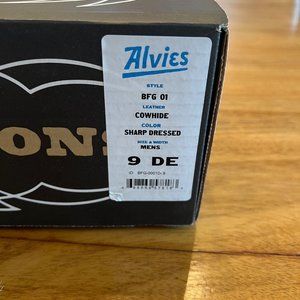 Alvies
STYLE
BFG 01
LEATHER
COWHIDE
COLOR
SHARP DRESSED
SIZE & WIDTH
MENS
9 DE
ONS